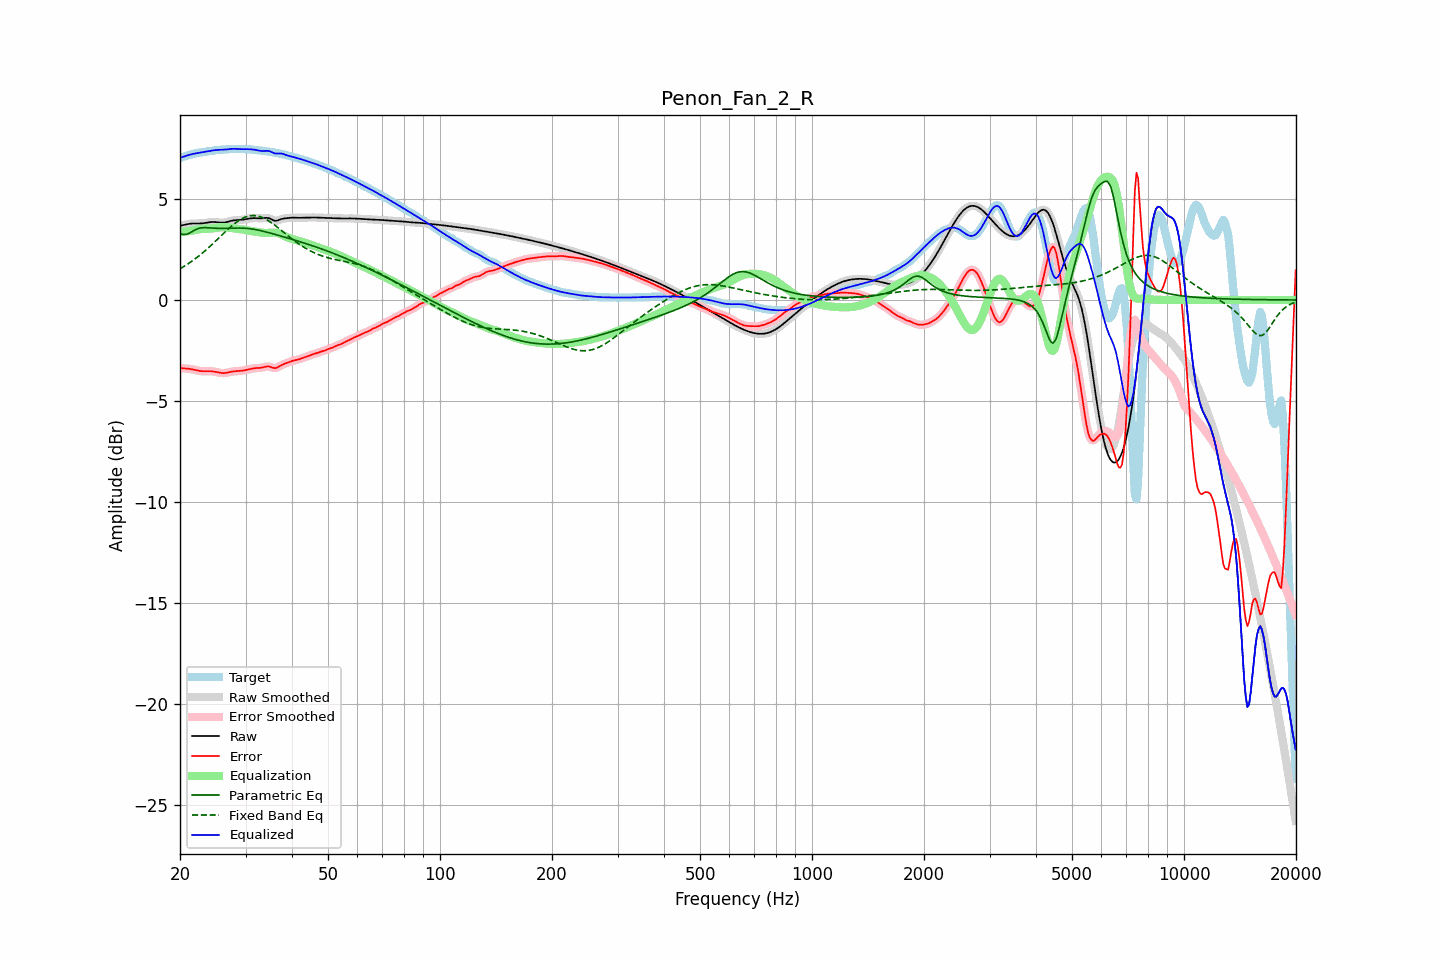 Penon_Fan_2_R
Amplitude (dBr)
5
0
−5
−10
−15
−20
−25
Target
Raw Smoothed
Error Smoothed
Raw
Error
Equalization
Parametric Eq
Fixed Band Eq
Equalized
20 50 100 200 500 1000 2000 5000 10000 20000
Frequency (Hz)